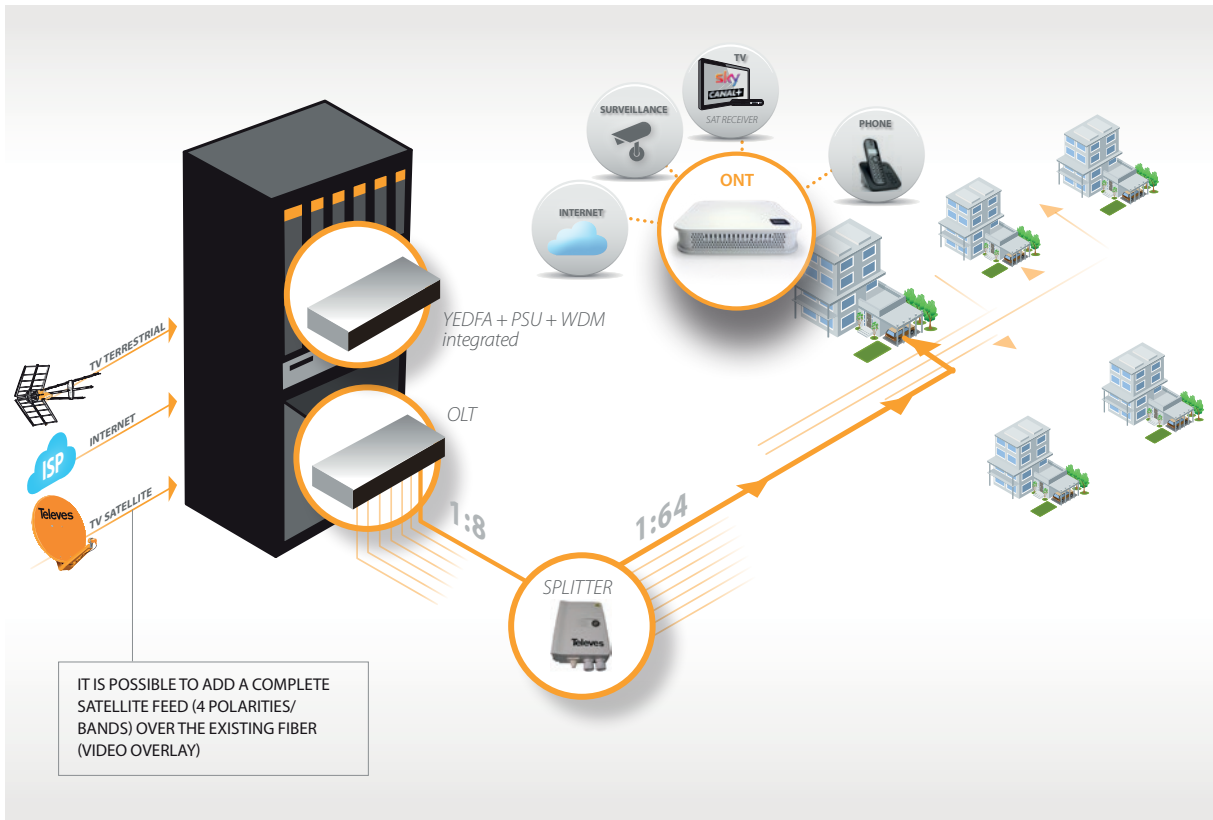 TV
sky
CANAL+
SAT RECEIVER
SURVEILLANCE
PHONE
ONT
INTERNET
YEDFA + PSU + WDM
integrated
TV TERRESTRIAL
OLT
INTERNET
ISP
TV SATELLITE
Televes
1:8
1:64
SPLITTER
Televes
IT IS POSSIBLE TO ADD A COMPLETE
SATELLITE FEED (4 POLARITIES/
BANDS) OVER THE EXISTING FIBER
(VIDEO OVERLAY)